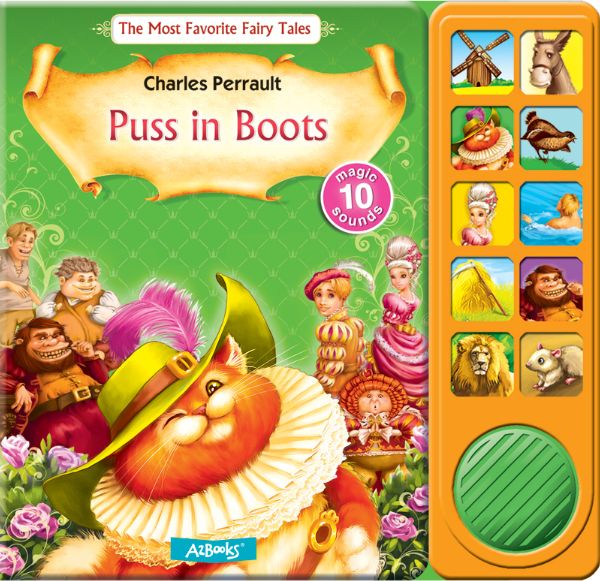 The Most Favorite Fairy Tales
Charles Perrault
Puss in Boots
magic
10
sounds
AZBOOKS®